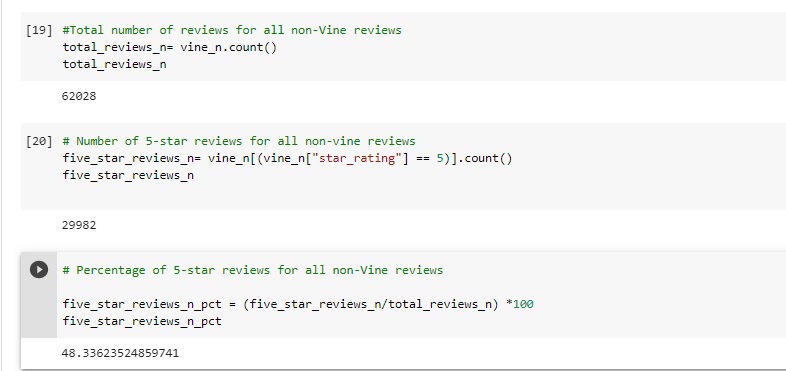 [19] #Total number of reviews for all non-Vine reviews
total_reviews_n= vine_n.count()
total_reviews_n
62028
[20] # Number of 5-star reviews for all non-vine reviews
five_star_reviews_n= vine_n[(vine_n["star_rating"] == 5)].count()
five_star_reviews_n
29982
# Percentage of 5-star reviews for all non-Vine reviews
five_star_reviews_n_pct = (five_star_reviews_n/total_reviews_n) *100
five_star_reviews_n_pct
48.33623524859741